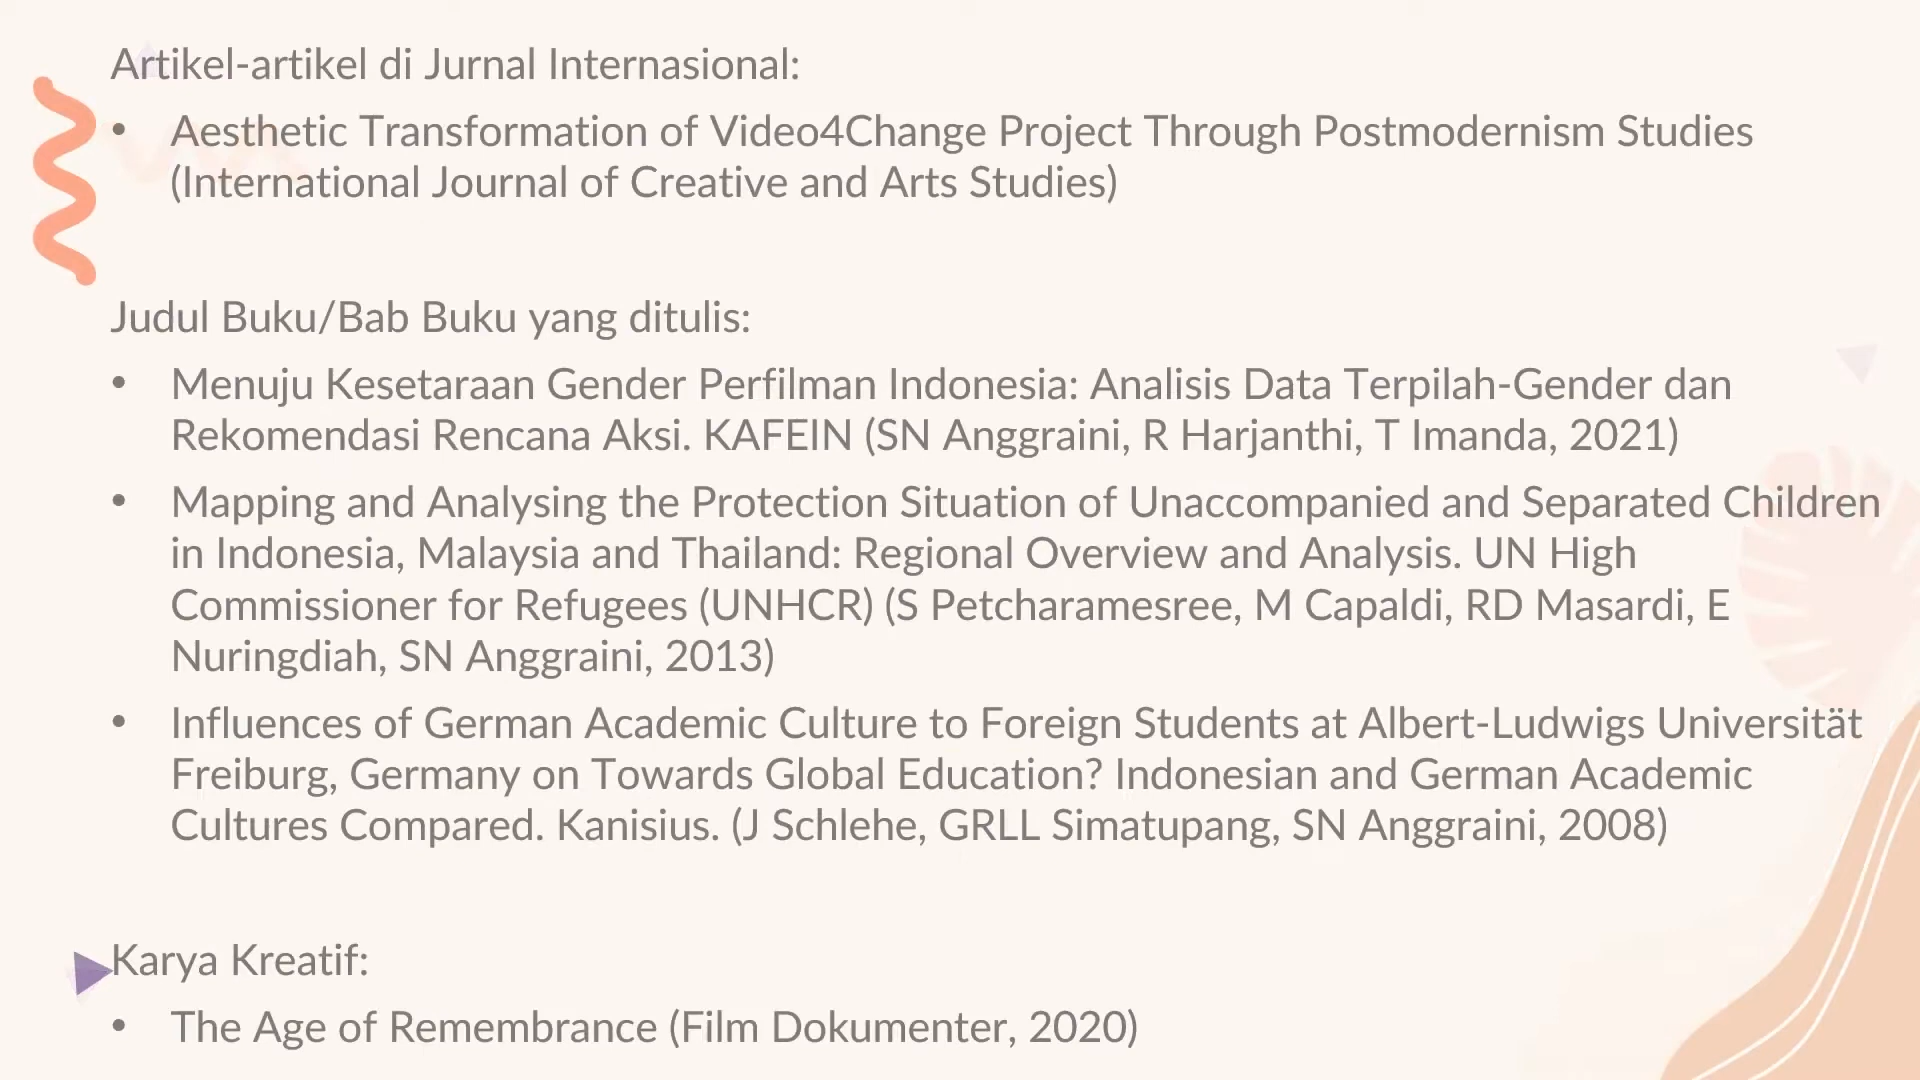 Artikel-artikel di Jurnal Internasional:
• Aesthetic Transformation of Video4Change Project Through Postmodernism Studies
(International Journal of Creative and Arts Studies)
Judul Buku/Bab Buku yang ditulis:
• Menuju Kesetaraan Gender Perfilman Indonesia: Analisis Data Terpilah-Gender dan
Rekomendasi Rencana Aksi. KAFEIN (SN Anggraini, R Harjanthi, T Imanda, 2021)
• Mapping and Analysing the Protection Situation of Unaccompanied and Separated Children
in Indonesia, Malaysia and Thailand: Regional Overview and Analysis. UN High
Commissioner for Refugees (UNHCR) (S Petcharamesree, M Capaldi, RD Masardi, E
Nuringdiah, SN Anggraini, 2013)
• Influences of German Academic Culture to Foreign Students at Albert-Ludwigs Universität
Freiburg, Germany on Towards Global Education? Indonesian and German Academic
Cultures Compared. Kanisius. (J Schlehe, GRLL Simatupang, SN Anggraini, 2008)
Karya Kreatif:
• The Age of Remembrance (Film Dokumenter, 2020)